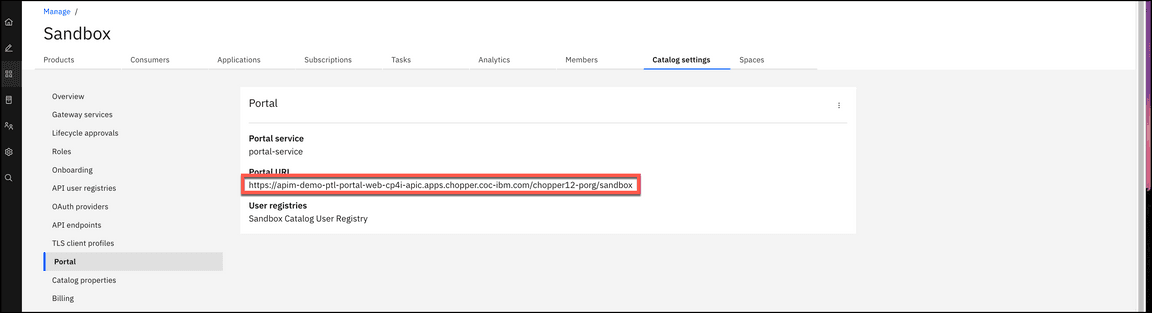 Manage /
Sandbox
Products Consumers Applications Subscriptions Tasks Analytics Members Catalog settings Spaces
Overview
Gateway services
Lifecycle approvals
Roles
Onboarding
API user registries
OAuth providers
API endpoints
TLS client profiles
Portal
Catalog properties
Billing
Portal
Portal service
portal-service
Portal URL
https://apim-demo-ptl-portal-web-cp4i-apic.apps.chopper.coc-ibm.com/chopper12-porg/sandbox
User registries
Sandbox Catalog User Registry